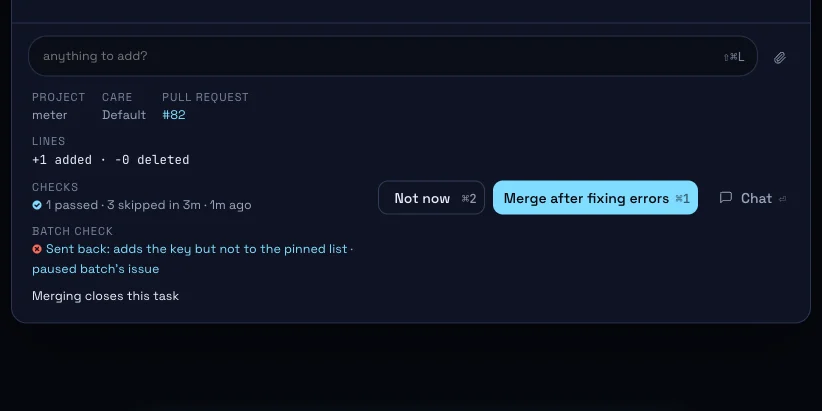 anything to add? ⇧⌘L
PROJECT CARE PULL REQUEST
meter Default #82
LINES
+1 added · -0 deleted
CHECKS
1 passed · 3 skipped in 3m · 1m ago
Not now ⌘2 Merge after fixing errors ⌘1 Chat ⏎
BATCH CHECK
Sent back: adds the key but not to the pinned list ·
paused batch's issue
Merging closes this task